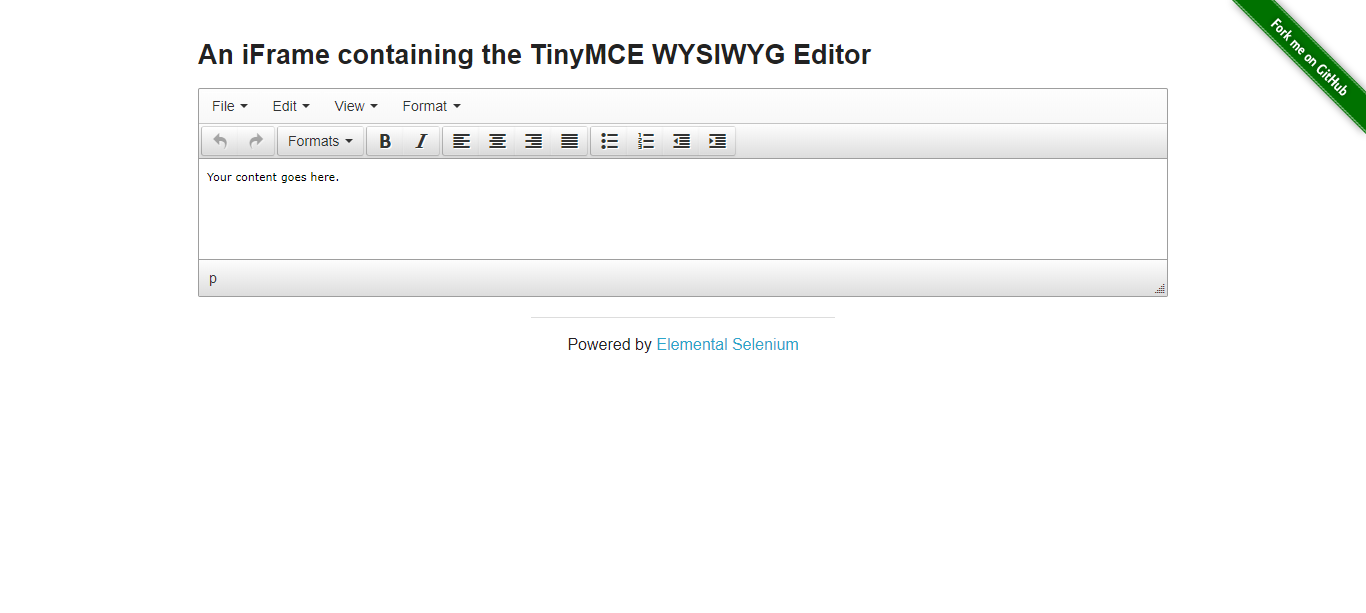 Fork me on GitHub
An iFrame containing the TinyMCE WYSIWYG Editor
File Edit View Format
Formats B I
Your content goes here.
p
Powered by Elemental Selenium